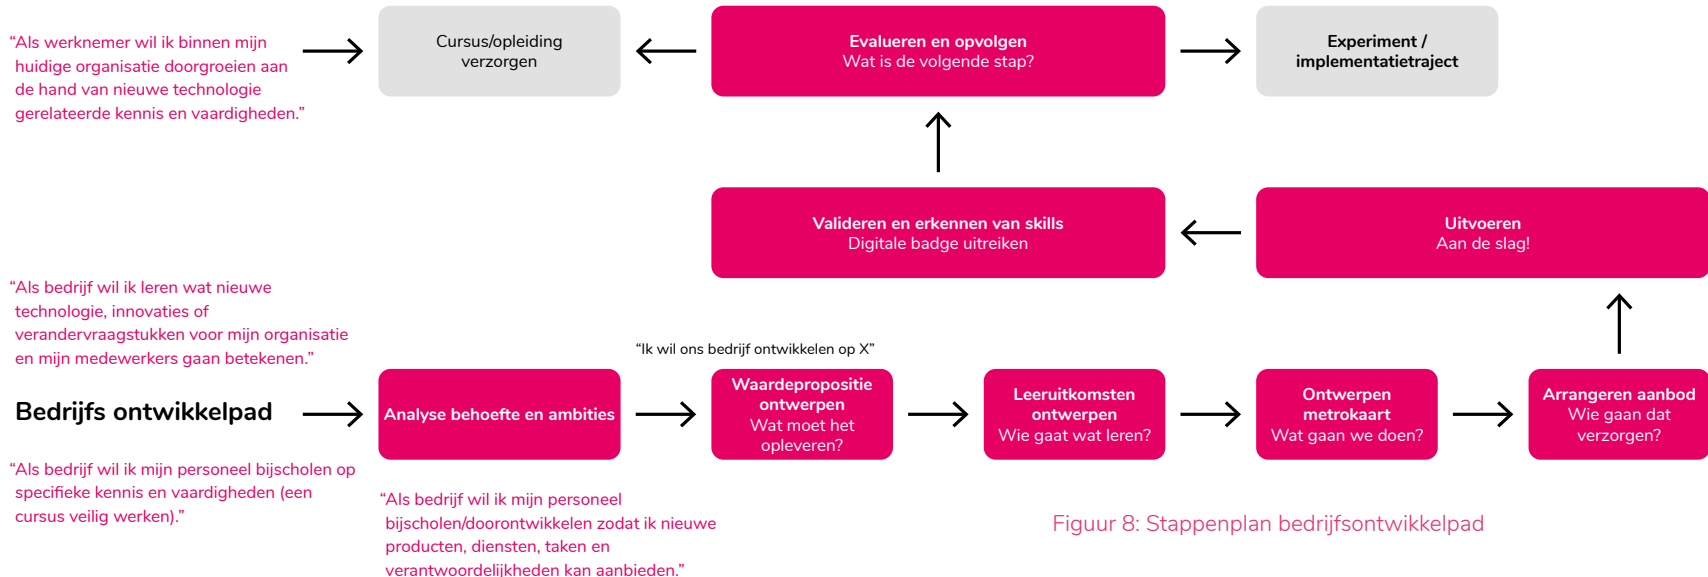 “Als werknemer wil ik binnen mijn
huidige organisatie doorgroeien aan
de hand van nieuwe technologie
gerelateerde kennis en vaardigheden.”
Cursus/opleiding
verzorgen
Evalueren en opvolgen
Wat is de volgende stap?
Experiment /
implementatietraject
Valideren en erkennen van skills
Digitale badge uitreiken
Uitvoeren
Aan de slag!
“Als bedrijf wil ik leren wat nieuwe
technologie, innovaties of
verandervraagstukken voor mijn organisatie
en mijn medewerkers gaan betekenen.”
“Ik wil ons bedrijf ontwikkelen op X”
Bedrijfs ontwikkelpad
Analyse behoefte en ambities
Waardepropositie
ontwerpen
Wat moet het
opleveren?
Leeruitkomsten
ontwerpen
Wie gaat wat leren?
Ontwerpen
metrokaart
Wat gaan we doen?
Arrangeren aanbod
Wie gaan dat
verzorgen?
“Als bedrijf wil ik mijn personeel bijscholen op
specifieke kennis en vaardigheden (een
cursus veilig werken).”
“Als bedrijf wil ik mijn personeel
bijscholen/doorontwikkelen zodat ik nieuwe
producten, diensten, taken en
verantwoordelijkheden kan aanbieden.”
Figuur 8: Stappenplan bedrijfsontwikkelpad